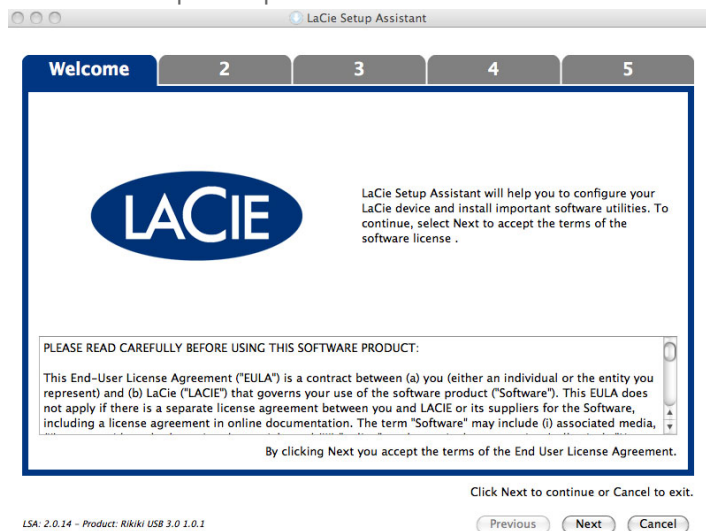 LaCie Setup Assistant
Welcome
2
3
4
5
LACIE
LaCie Setup Assistant will help you to configure your
LaCie device and install important software utilities. To
continue, select Next to accept the terms of the
software license .
PLEASE READ CAREFULLY BEFORE USING THIS SOFTWARE PRODUCT:
This End-User License Agreement ("EULA") is a contract between (a) you (either an individual or the entity you
represent) and (b) LaCie ("LACIE") that governs your use of the software product ("Software"). This EULA does
not apply if there is a separate license agreement between you and LACIE or its suppliers for the Software,
including a license agreement in online documentation. The term "Software" may include (i) associated media,
By clicking Next you accept the terms of the End User License Agreement.
Click Next to continue or Cancel to exit.
LSA: 2.0.14 - Product: Rikiki USB 3.0 1.0.1
Previous
Next
Cancel